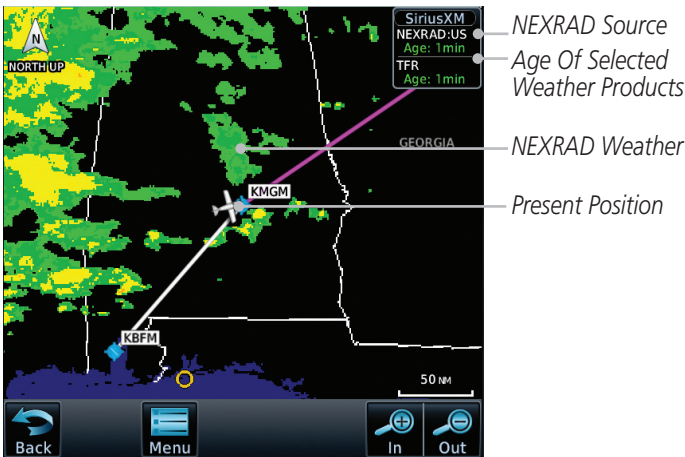 SiriusXM
NEXRAD:US
Age: 1min
TFR
Age: 1min
N
NORTH UP
GEORGIA
KMGM
KBFM
50 NM
Back
Menu
In
Out
NEXRAD Source
Age Of Selected
Weather Products
NEXRAD Weather
Present Position